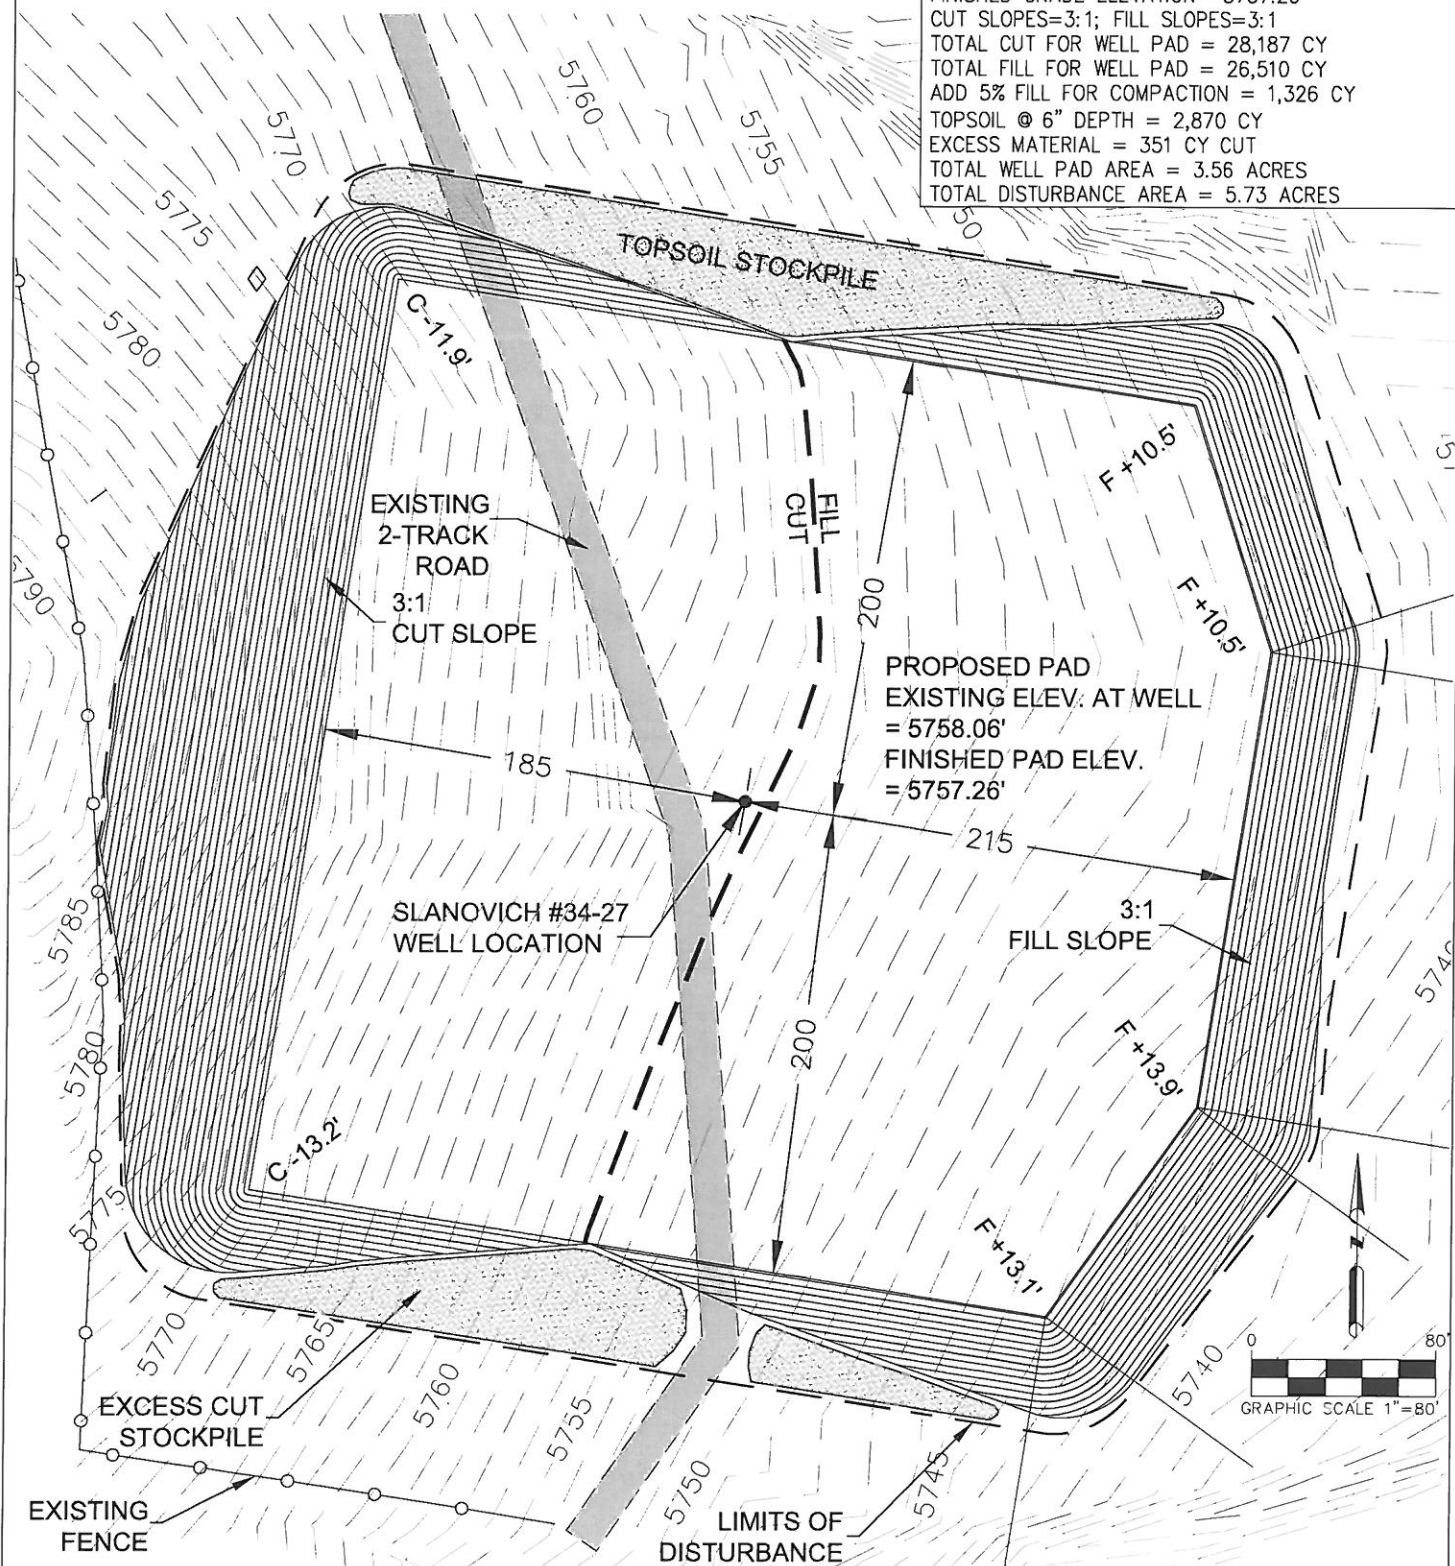 CUT SLOPES=3:1; FILL SLOPES=3:1
TOTAL CUT FOR WELL PAD = 28,187 CY
TOTAL FILL FOR WELL PAD = 26,510 CY
ADD 5% FILL FOR COMPACTION = 1,326 CY
TOPSOIL @ 6" DEPTH = 2,870 CY
EXCESS MATERIAL = 351 CY CUT
TOTAL WELL PAD AREA = 3.56 ACRES
TOTAL DISTURBANCE AREA = 5.73 ACRES
5760
5755
5770
5775
5780
5790
50
TOPSOIL STOCKPILE
C -11.9'
F +10.5'
F +10.5'
EXISTING
2-TRACK
ROAD
3:1
CUT SLOPE
FILL
CUT
200
PROPOSED PAD
EXISTING ELEV. AT WELL
= 5758.06'
FINISHED PAD ELEV.
= 5757.26'
185
215
SLANOVICH #34-27
WELL LOCATION
3:1
FILL SLOPE
5785
5780
5775
200
F +13.9'
C -13.2'
F +13.1'
5770
5765
5760
5755
5750
5745
5740
EXCESS CUT
STOCKPILE
EXISTING
FENCE
LIMITS OF
DISTURBANCE
0 80'
GRAPHIC SCALE 1"=80'